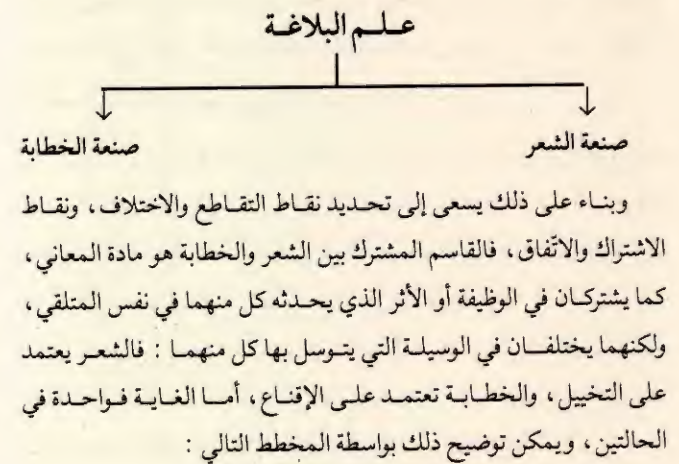 علم البلاغة
صنعة الشعر
صنعة الخطابة
وبناء على ذلك يسعى إلى تحديد نقاط التقاطع والاختلاف، ونقاط
الاشتراك والاتّفاق، فالقاسم المشترك بين الشعر والخطابة هو مادة المعاني،
كما يشتركان في الوظيفة أو الأثر الذي يحدثه كل منهما في نفس المتلقي،
ولكنهما يختلفان في الوسيلة التي يتوسل بها كل منهما : فالشعر يعتمد
على التخييل، والخطابة تعتمد على الإقناع، أما الغاية فواحدة في
الحالتين، ويمكن توضيح ذلك بواسطة المخطط التالي :